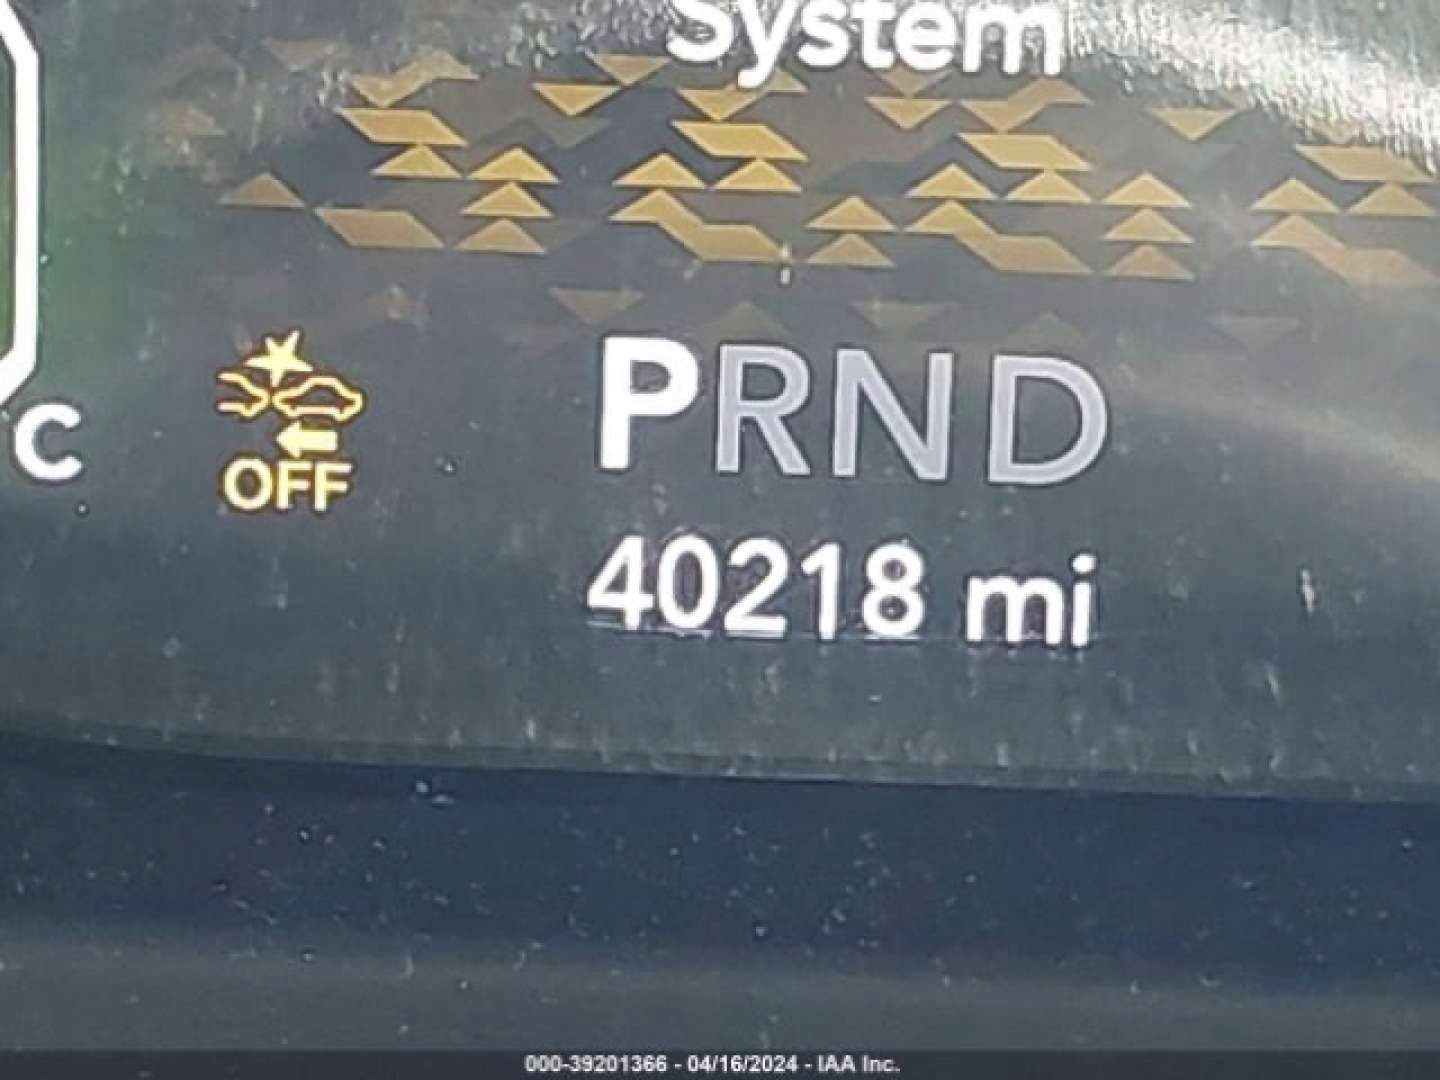 System
PRND
C
OFF
40218 mi
000-39201366 - 04/16/2024 - IAA Inc.